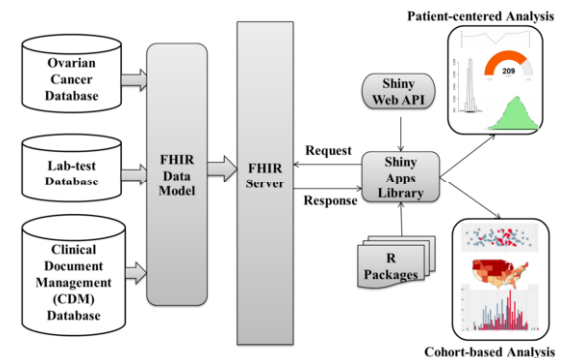 Patient-centered Analysis
Ovarian
Cancer
Database
Lab-test
Database
Clinical
Document
Management
(CDM)
Database
FHIR
Data
Model
FHIR
Server
Request
Response
Shiny
Web API
Shiny
Apps
Library
R
Packages
209
Cohort-based Analysis